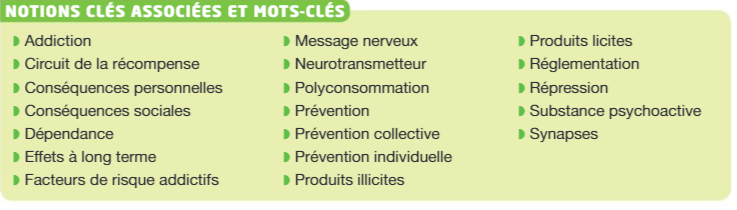 NOTIONS CLÉS ASSOCIÉES ET MOTS-CLÉS
Addiction
Circuit de la récompense
Conséquences personnelles
Conséquences sociales
Dépendance
Effets à long terme
Facteurs de risque addictifs
Message nerveux
Neurotransmetteur
Polyconsommation
Prévention
Prévention collective
Prévention individuelle
Produits illicites
Produits licites
Réglementation
Répression
Substance psychoactive
Synapses